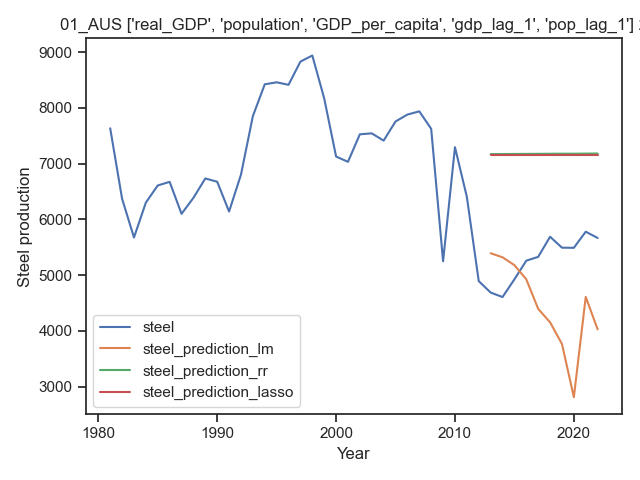 01_AUS ['real_GDP', 'population', 'GDP_per_capita', 'gdp_lag_1', 'pop_lag_1']
Steel production
9000
8000
7000
6000
5000
4000
3000
steel
steel_prediction_lm
steel_prediction_rr
steel_prediction_lasso
1980 1990 2000 2010 2020
Year